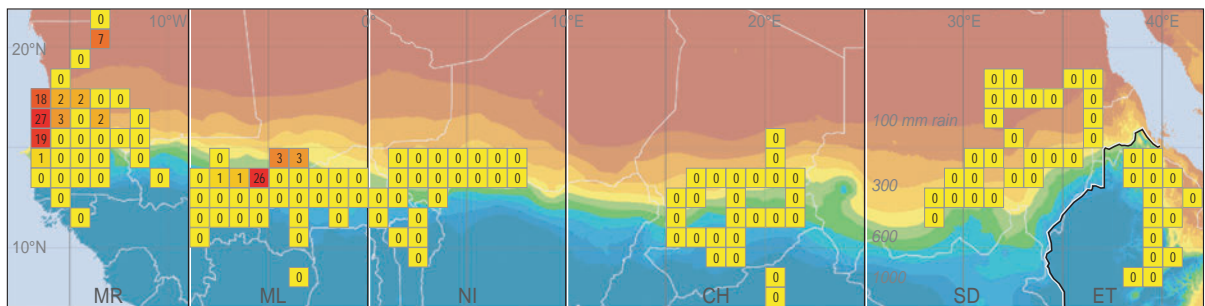 0
10°W 0° 10°E 20°E 30°E 40°E
7
20°N
0
0 0 0 0 0
18 2 2 0 0 0 0 0 0 0
27 3 0 2 0 100 mm rain 0 0
19 0 0 0 0 0 0 0 0
1 0 0 0 0 0 3 3 0 0 0 0 0 0 0 0 0 0 0 0 0 0 0
0 0 0 0 0 0 1 1 26 0 0 0 0 0 0 0 0 0 0 0 0 0 0 0 0 0 0 300 0 0 0 0 0 0 0
0 0 0 0 0 0 0 0 0 0 0 0 0 0 0 0 0 0 0 0 0 0 0 0
0 0 0 0 0 0 0 0 0 0 0 0 0 0 0 0 0
10°N 0 0 0 0 0 0 0 0 600 0
0 0 0 0 0
0 0 1000 0 0
MR ML NI CH 0 SD ET